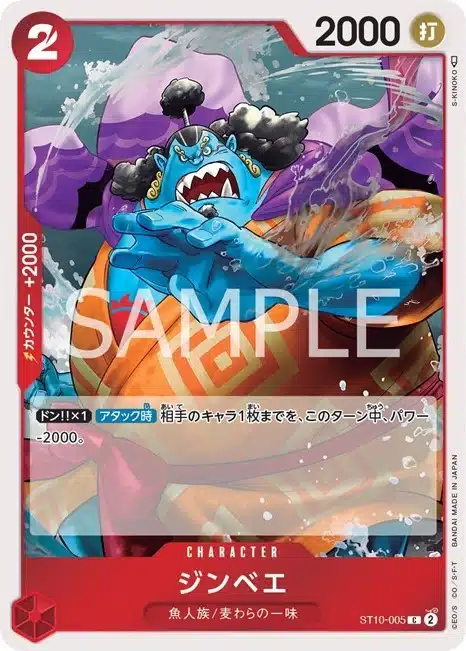 2
2000
打
S-KINOKO
カウンター +2000
SAMPLE
ドン!!×1 アタック時 相手のキャラ1枚までを、このターン中、パワー
-2000。
CHARACTER
ジンベエ
魚人族/麦わらの一味
ST10-005 C 2
©E.O/S ©O/S・F・T BANDAI MADE IN JAPAN